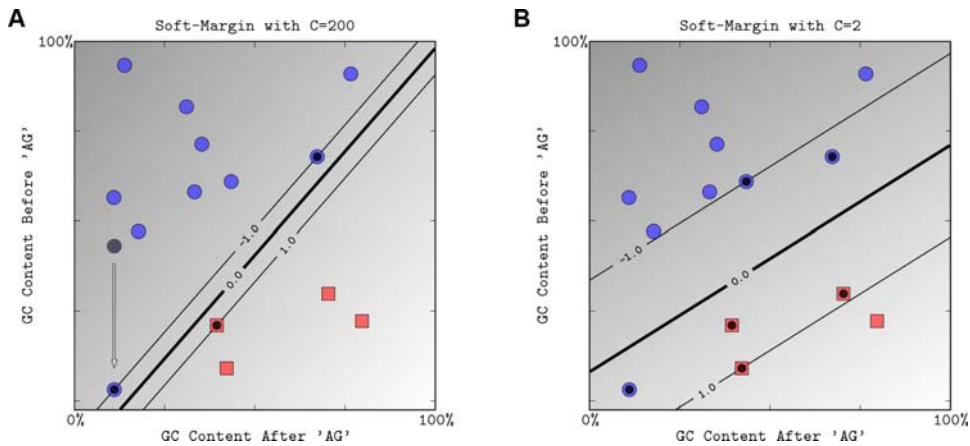 A
Soft-Margin with C=200
100%
GC Content Before 'AG'
-1.0
0.0
1.0
0%
GC Content After 'AG'
100%
B
Soft-Margin with C=2
100%
GC Content Before 'AG'
-1.0
0.0
1.0
0%
GC Content After 'AG'
100%